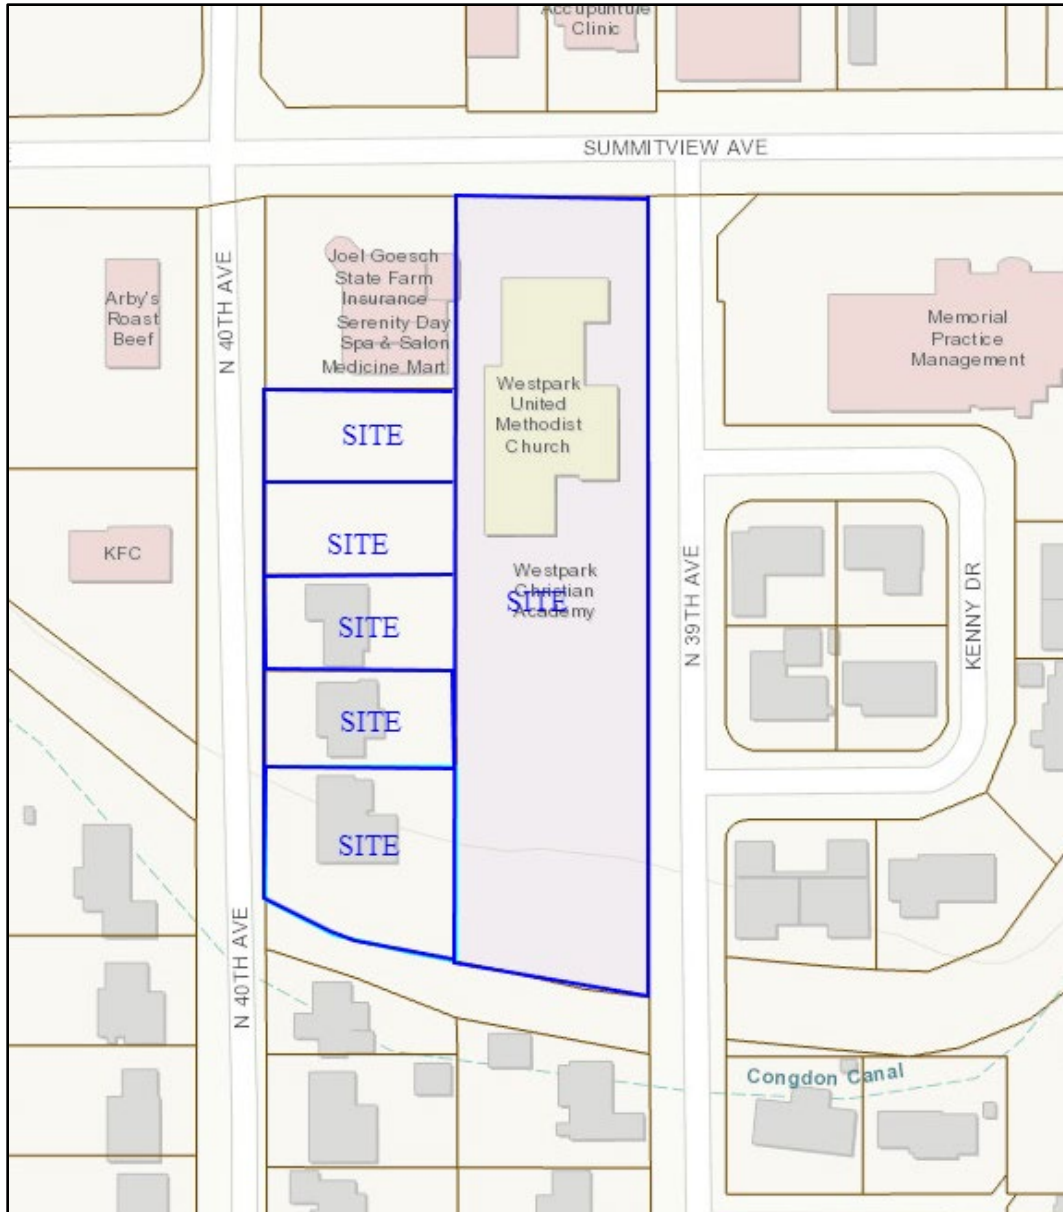 Accupunture
Clinic
SUMMITVIEW AVE
N 40TH AVE
Joel Goesch
State Farm
Insurance
Serenity Day
Spa & Salon
Medicine Mart
Arby's
Roast
Beef
Memorial
Practice
Management
Westpark
United
Methodist
Church
SITE
SITE
KFC
Westpark
Christian
Academy
SITE
SITE
N 39TH AVE
KENNY DR
SITE
SITE
N 40TH AVE
Congdon Canal